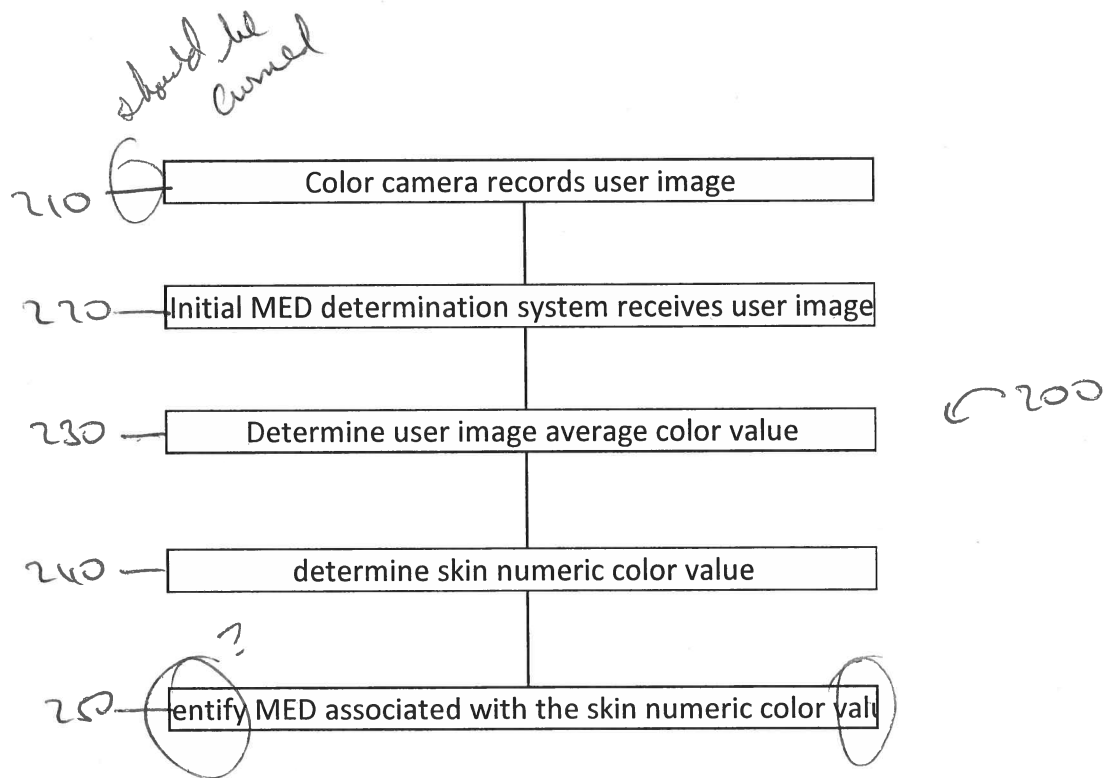 should be
curved
210 Color camera records user image
220 Initial MED determination system receives user image
230 Determine user image average color value
200
240 determine skin numeric color value
?
250 entify MED associated with the skin numeric color valu